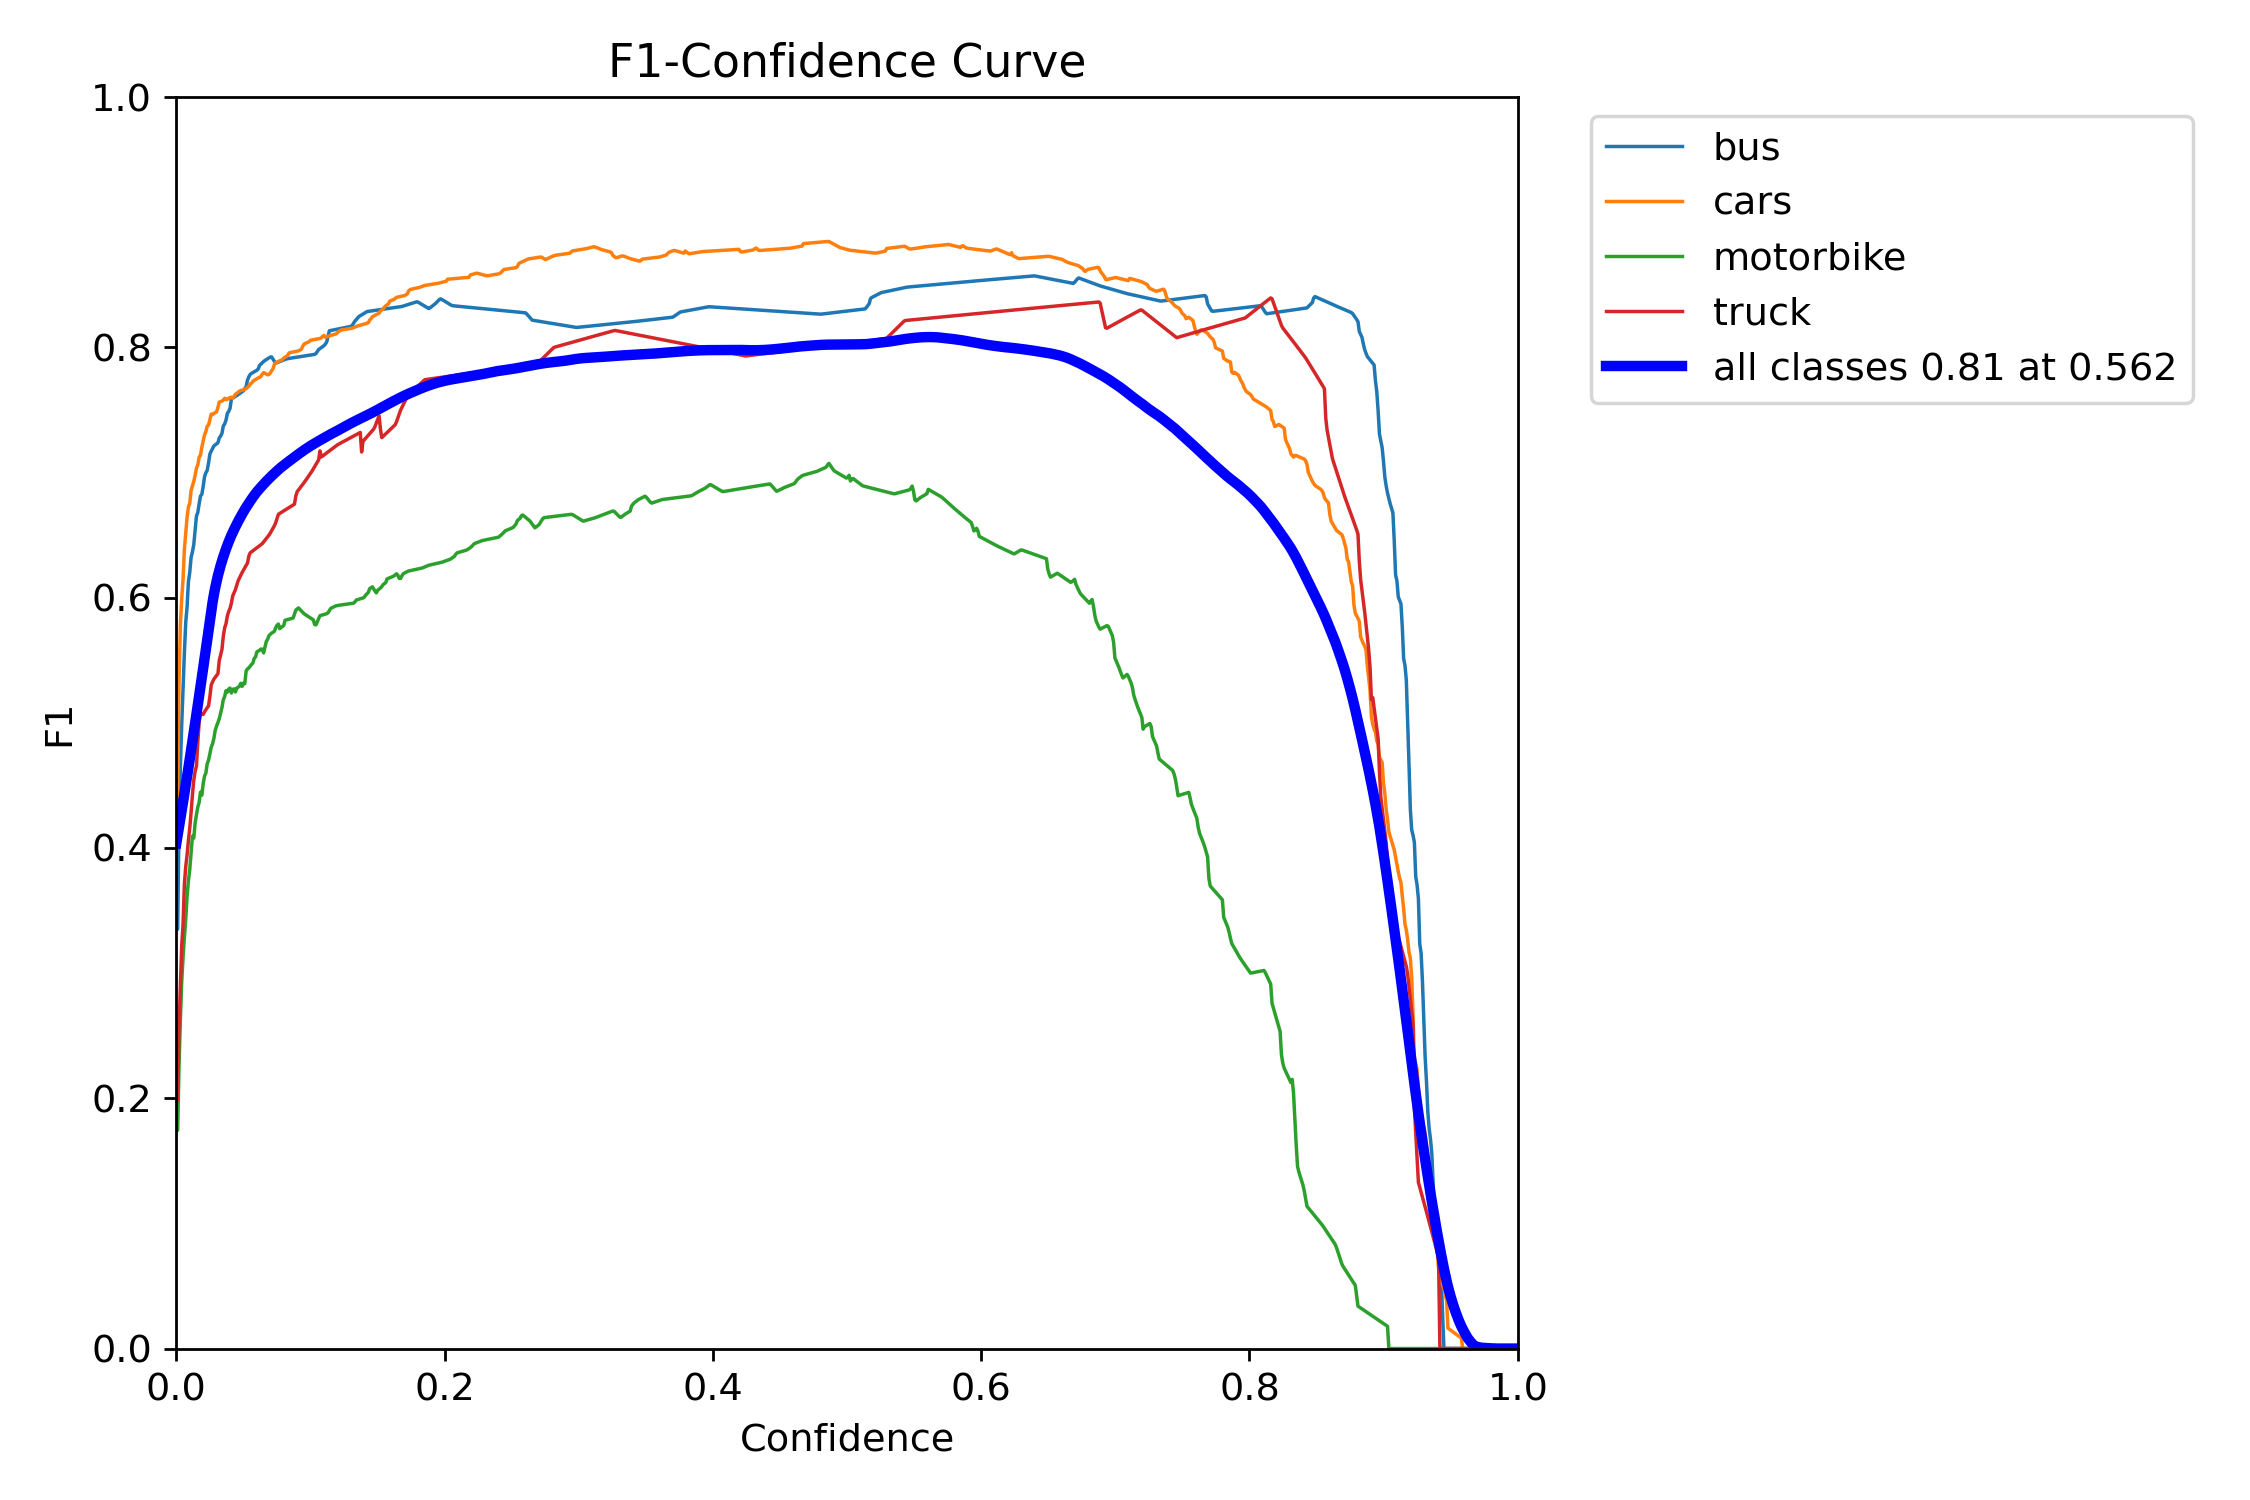 F1-Confidence Curve
1.0
0.8
0.6
0.4
0.2
0.0
F1
0.0 0.2 0.4 0.6 0.8 1.0
Confidence
bus
cars
motorbike
truck
all classes 0.81 at 0.562